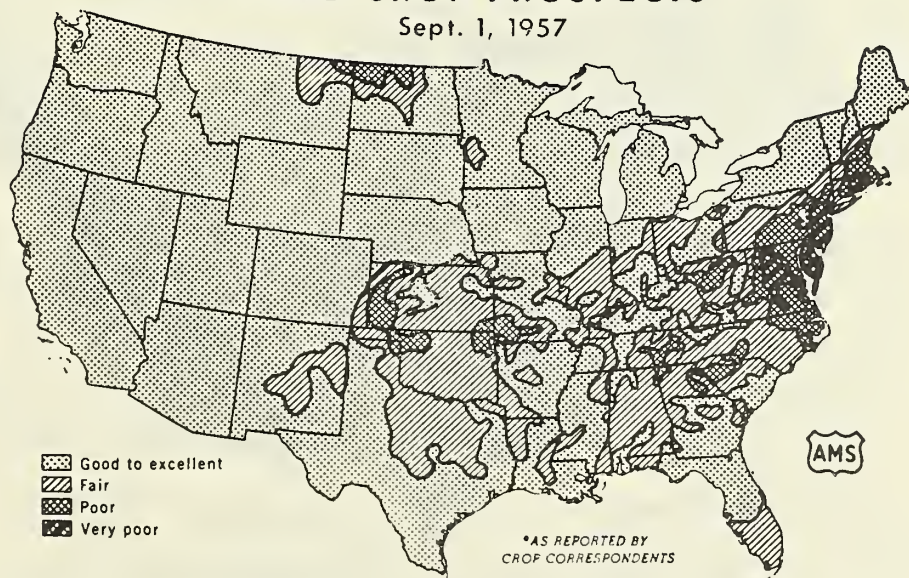 Sept. 1, 1957
Good to excellent
Fair
Poor
Very poor
AMS
*AS REPORTED BY
CROP CORRESPONDENTS